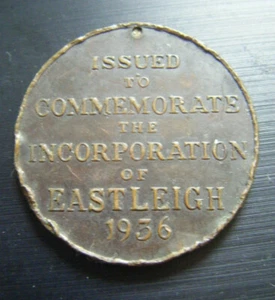 ISSUED
TO
COMMEMORATE
THE
INCORPORATION
OF
EASTLEIGH
1936